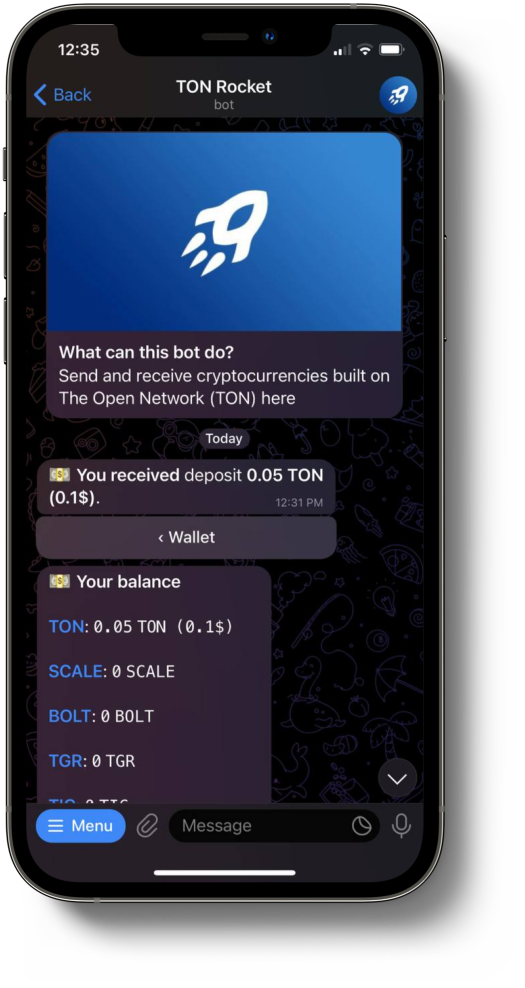 12:35
Back
TON Rocket
bot
What can this bot do?
Send and receive cryptocurrencies built on
The Open Network (TON) here
Today
💵 You received deposit 0.05 TON
(0.1$).
12:31 PM
‹ Wallet
💵 Your balance
TON: 0.05 TON (0.1$)
SCALE: 0 SCALE
BOLT: 0 BOLT
TGR: 0 TGR
Menu
Message